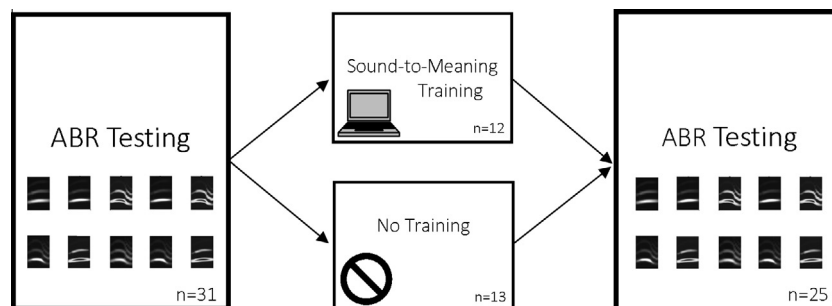 ABR Testing
n=31
Sound-to-Meaning
Training
n=12
No Training
n=13
ABR Testing
n=25